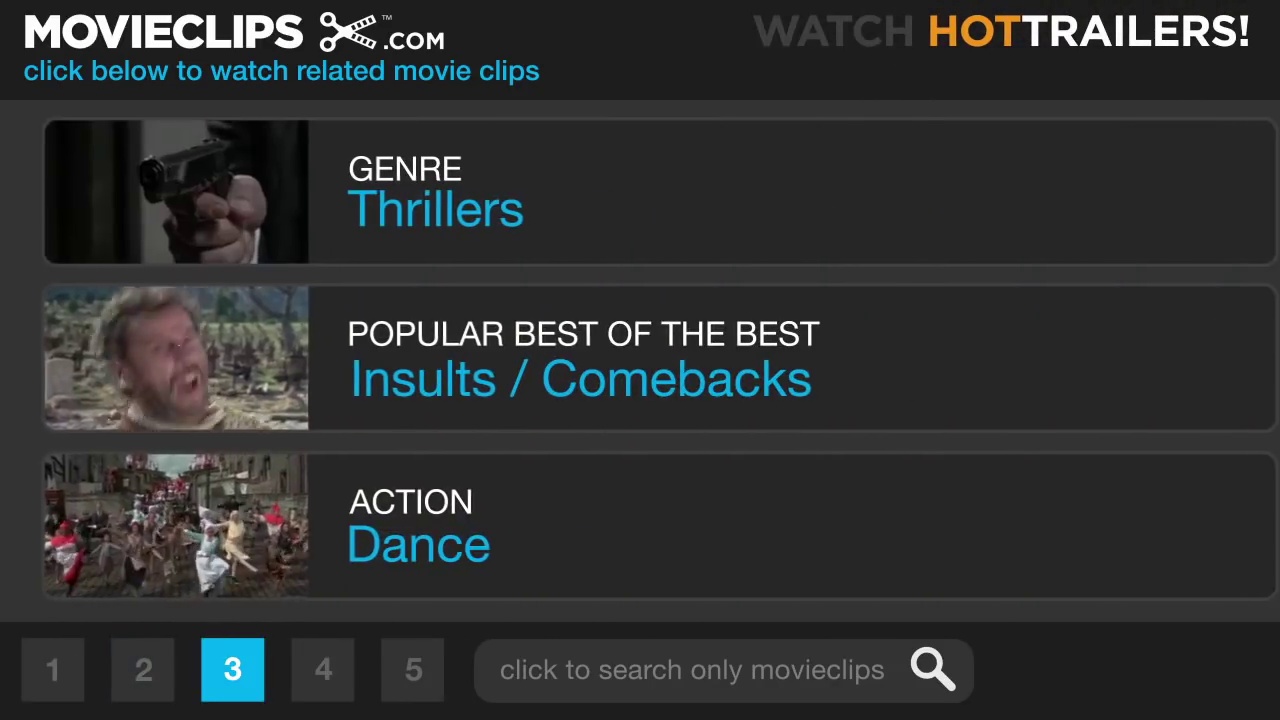 MOVIECLIPS ™ .COM
WATCH HOTTRAILERS!
click below to watch related movie clips
GENRE
Thrillers
POPULAR BEST OF THE BEST
Insults / Comebacks
ACTION
Dance
1 2 3 4 5 click to search only movieclips